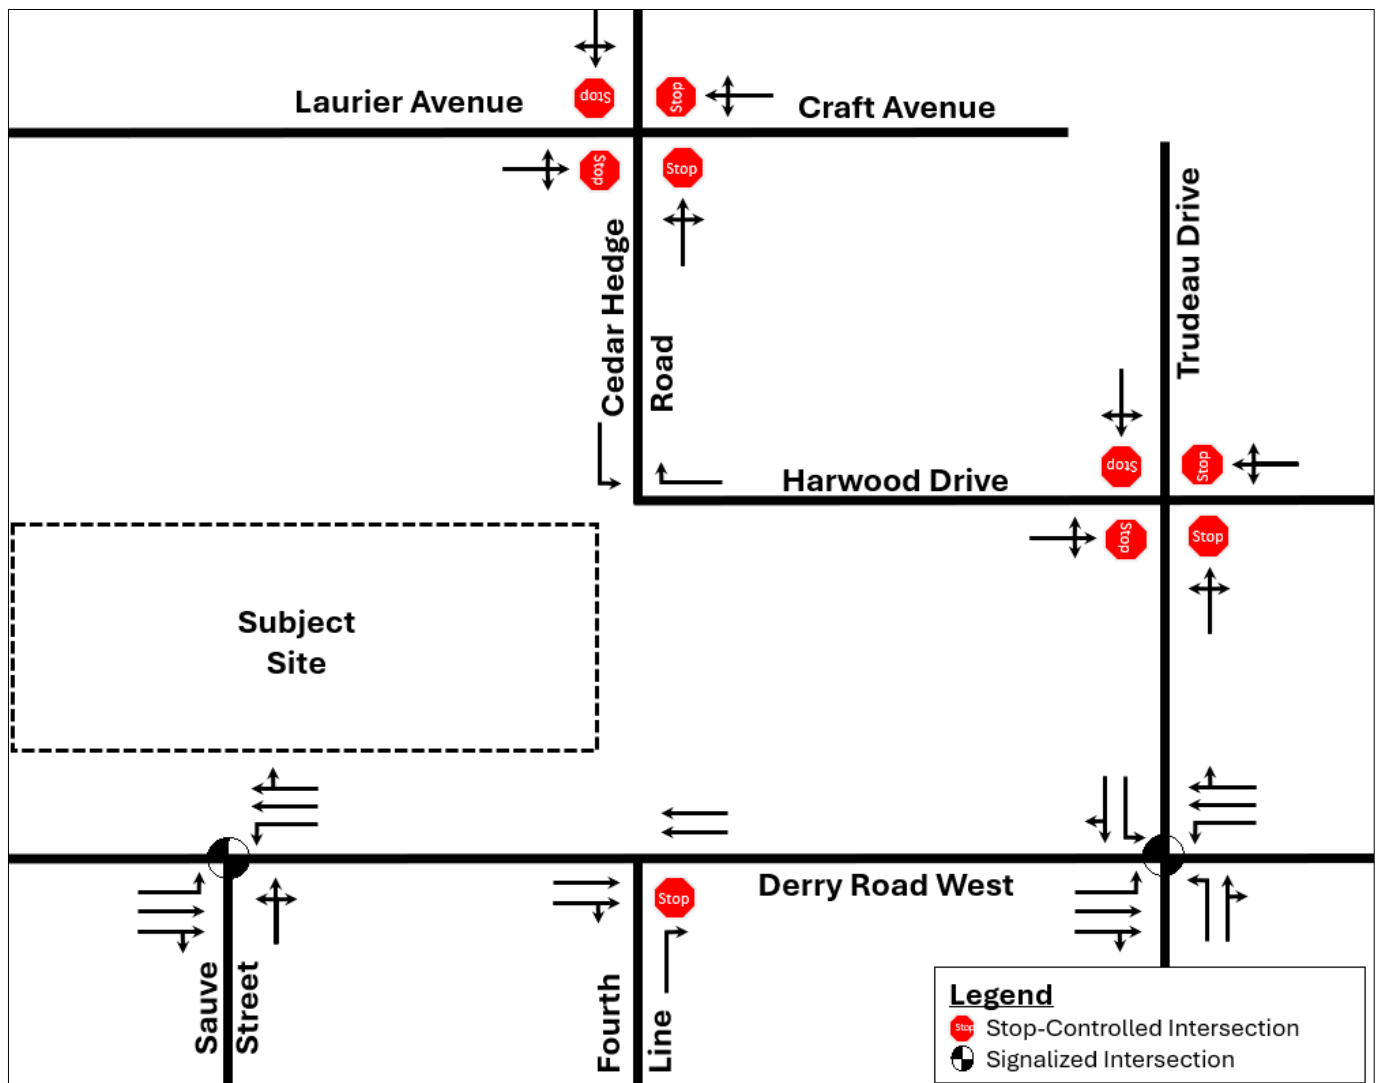 Laurier Avenue
Stop
Stop
Craft Avenue
Stop
Stop
Cedar Hedge
Road
Trudeau Drive
Harwood Drive
Stop
Stop
Stop
Stop
Subject
Site
Derry Road West
Stop
Sauve
Street
Fourth
Line
Legend
Stop Stop-Controlled Intersection
Signalized Intersection